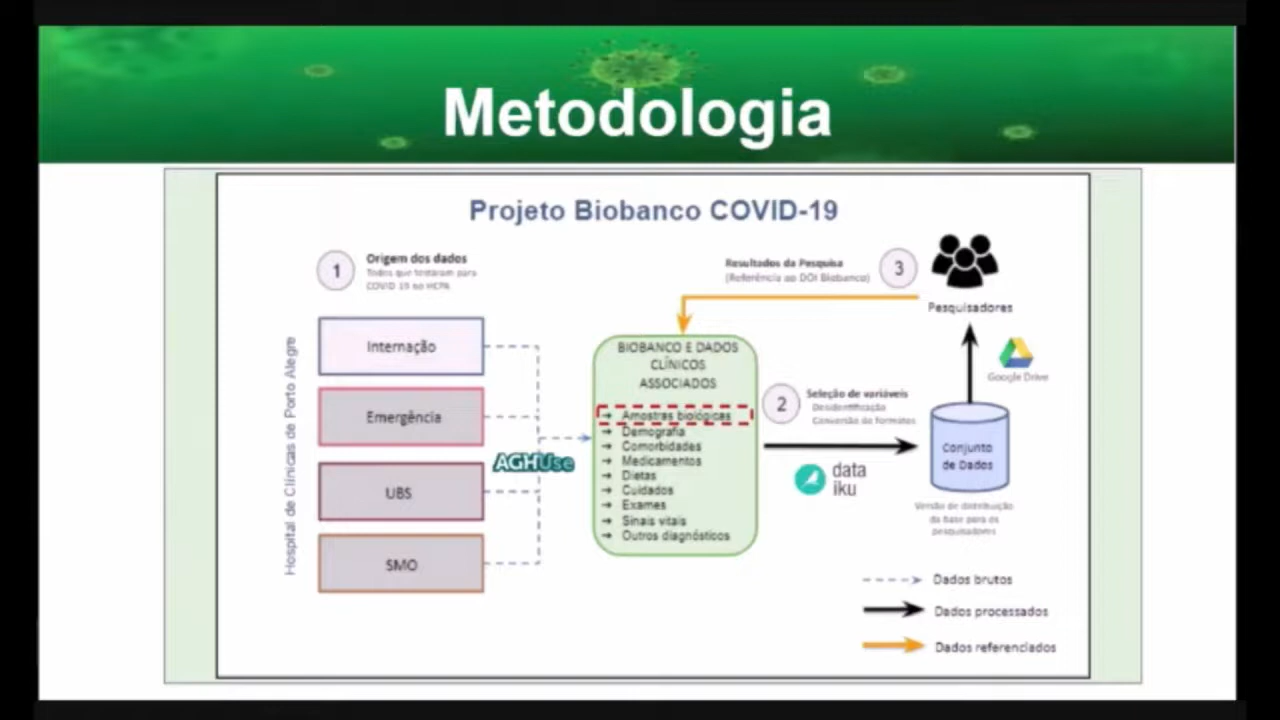 Metodologia
Projeto Biobanco COVID-19
1
Origem dos dados
Todos que testaram para
COVID 19 no HCPA
Hospital de Clínicas de Porto Alegre
Internação
Emergência
UBS
SMO
AGHUse
BIOBANCO E DADOS
CLÍNICOS
ASSOCIADOS
→ Amostras biológicas
→ Demografia
→ Comorbidades
→ Medicamentos
→ Dietas
→ Cuidados
→ Exames
→ Sinais vitais
→ Outros diagnósticos
2
Seleção de variáveis
Desidentificação
Conversão de formatos
data
iku
Resultados da Pesquisa
(Referência ao DOI Biobanco)
3
Pesquisadores
Google Drive
Conjunto
de Dados
Versão de distribuição
da base para os
pesquisadores
Dados brutos
Dados processados
Dados referenciados